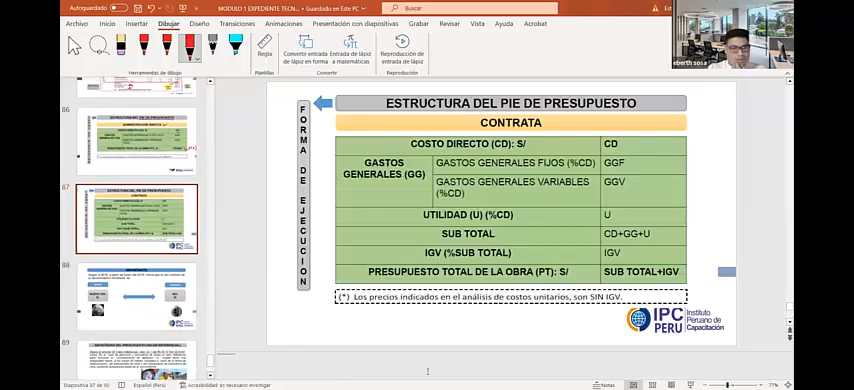 Autoguardado
MODULO 1 EXPEDIENTE TECN... • Guardado en Este PC
Buscar
Archivo Inicio Insertar Dibujar Diseño Transiciones Animaciones Presentación con diapositivas Grabar Revisar Vista Ayuda Acrobat
Regla
Convertir entrada de lápiz en forma
Entrada de lápiz a matemáticas
Reproducción de entrada de lápiz
Herramientas de dibujo
Plantillas
Convertir
Reproducción
eberth sosa
86
87
88
IMPORTANTE
89
ESTRUCTURA DEL PIE DE PRESUPUESTO
CONTRATA
FORMA DE EJECUCION
COSTO DIRECTO (CD): S/ CD
GASTOS GENERALES (GG)
GASTOS GENERALES FIJOS (%CD) GGF
GASTOS GENERALES VARIABLES (%CD) GGV
UTILIDAD (U) (%CD) U
SUB TOTAL CD+GG+U
IGV (%SUB TOTAL) IGV
PRESUPUESTO TOTAL DE LA OBRA (PT): S/ SUB TOTAL+IGV
(*) Los precios indicados en el análisis de costos unitarios, son SIN IGV.
IPC PERU
Instituto
Peruano de
Capacitación
Diapositiva 87 de 90
Español (Perú)
Accesibilidad: es necesario investigar
Notas
77%